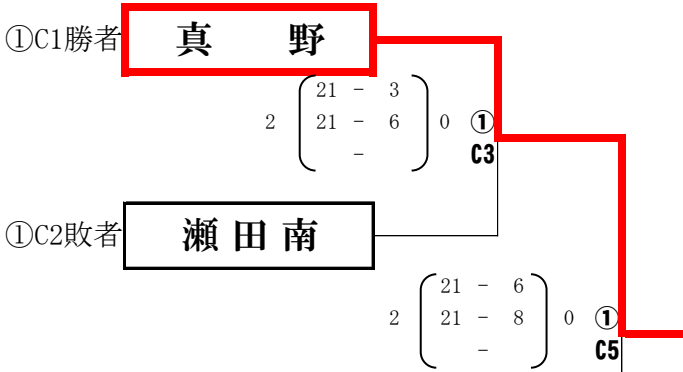 ①C1勝者 真 野
21 - 3
2 21 - 6 0 ①
- C3
①C2敗者 瀬田南
21 - 6
2 21 - 8 0 ①
- C5